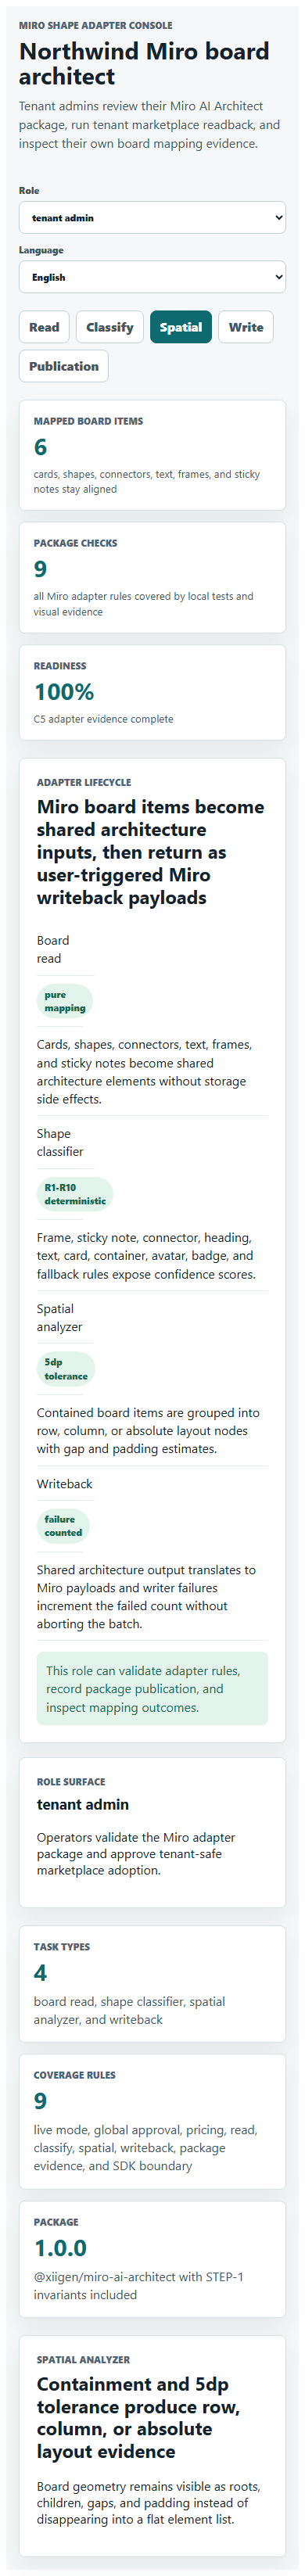 MIRO SHAPE ADAPTER CONSOLE
Northwind Miro board
architect
Tenant admins review their Miro AI Architect
package, run tenant marketplace readback, and
inspect their own board mapping evidence.
Role
tenant admin
Language
English
Read Classify Spatial Write
Publication
MAPPED BOARD ITEMS
6
cards, shapes, connectors, text, frames, and sticky
notes stay aligned
PACKAGE CHECKS
9
all Miro adapter rules covered by local tests and
visual evidence
READINESS
100%
C5 adapter evidence complete
ADAPTER LIFECYCLE
Miro board items become
shared architecture
inputs, then return as
user-triggered Miro
writeback payloads
Board
read
pure
mapping
Cards, shapes, connectors, text, frames,
and sticky notes become shared
architecture elements without storage
side effects.
Shape
classifier
R1-R10
deterministic
Frame, sticky note, connector, heading,
text, card, container, avatar, badge, and
fallback rules expose confidence scores.
Spatial
analyzer
5dp
tolerance
Contained board items are grouped into
row, column, or absolute layout nodes
with gap and padding estimates.
Writeback
failure
counted
Shared architecture output translates to
Miro payloads and writer failures
increment the failed count without
aborting the batch.
This role can validate adapter rules,
record package publication, and
inspect mapping outcomes.
ROLE SURFACE
tenant admin
Operators validate the Miro adapter
package and approve tenant-safe
marketplace adoption.
TASK TYPES
4
board read, shape classifier, spatial
analyzer, and writeback
COVERAGE RULES
9
live mode, global approval, pricing, read,
classify, spatial, writeback, package
evidence, and SDK boundary
PACKAGE
1.0.0
@xiigen/miro-ai-architect with STEP-1
invariants included
SPATIAL ANALYZER
Containment and 5dp
tolerance produce row,
column, or absolute
layout evidence
Board geometry remains visible as roots,
children, gaps, and padding instead of
disappearing into a flat element list.